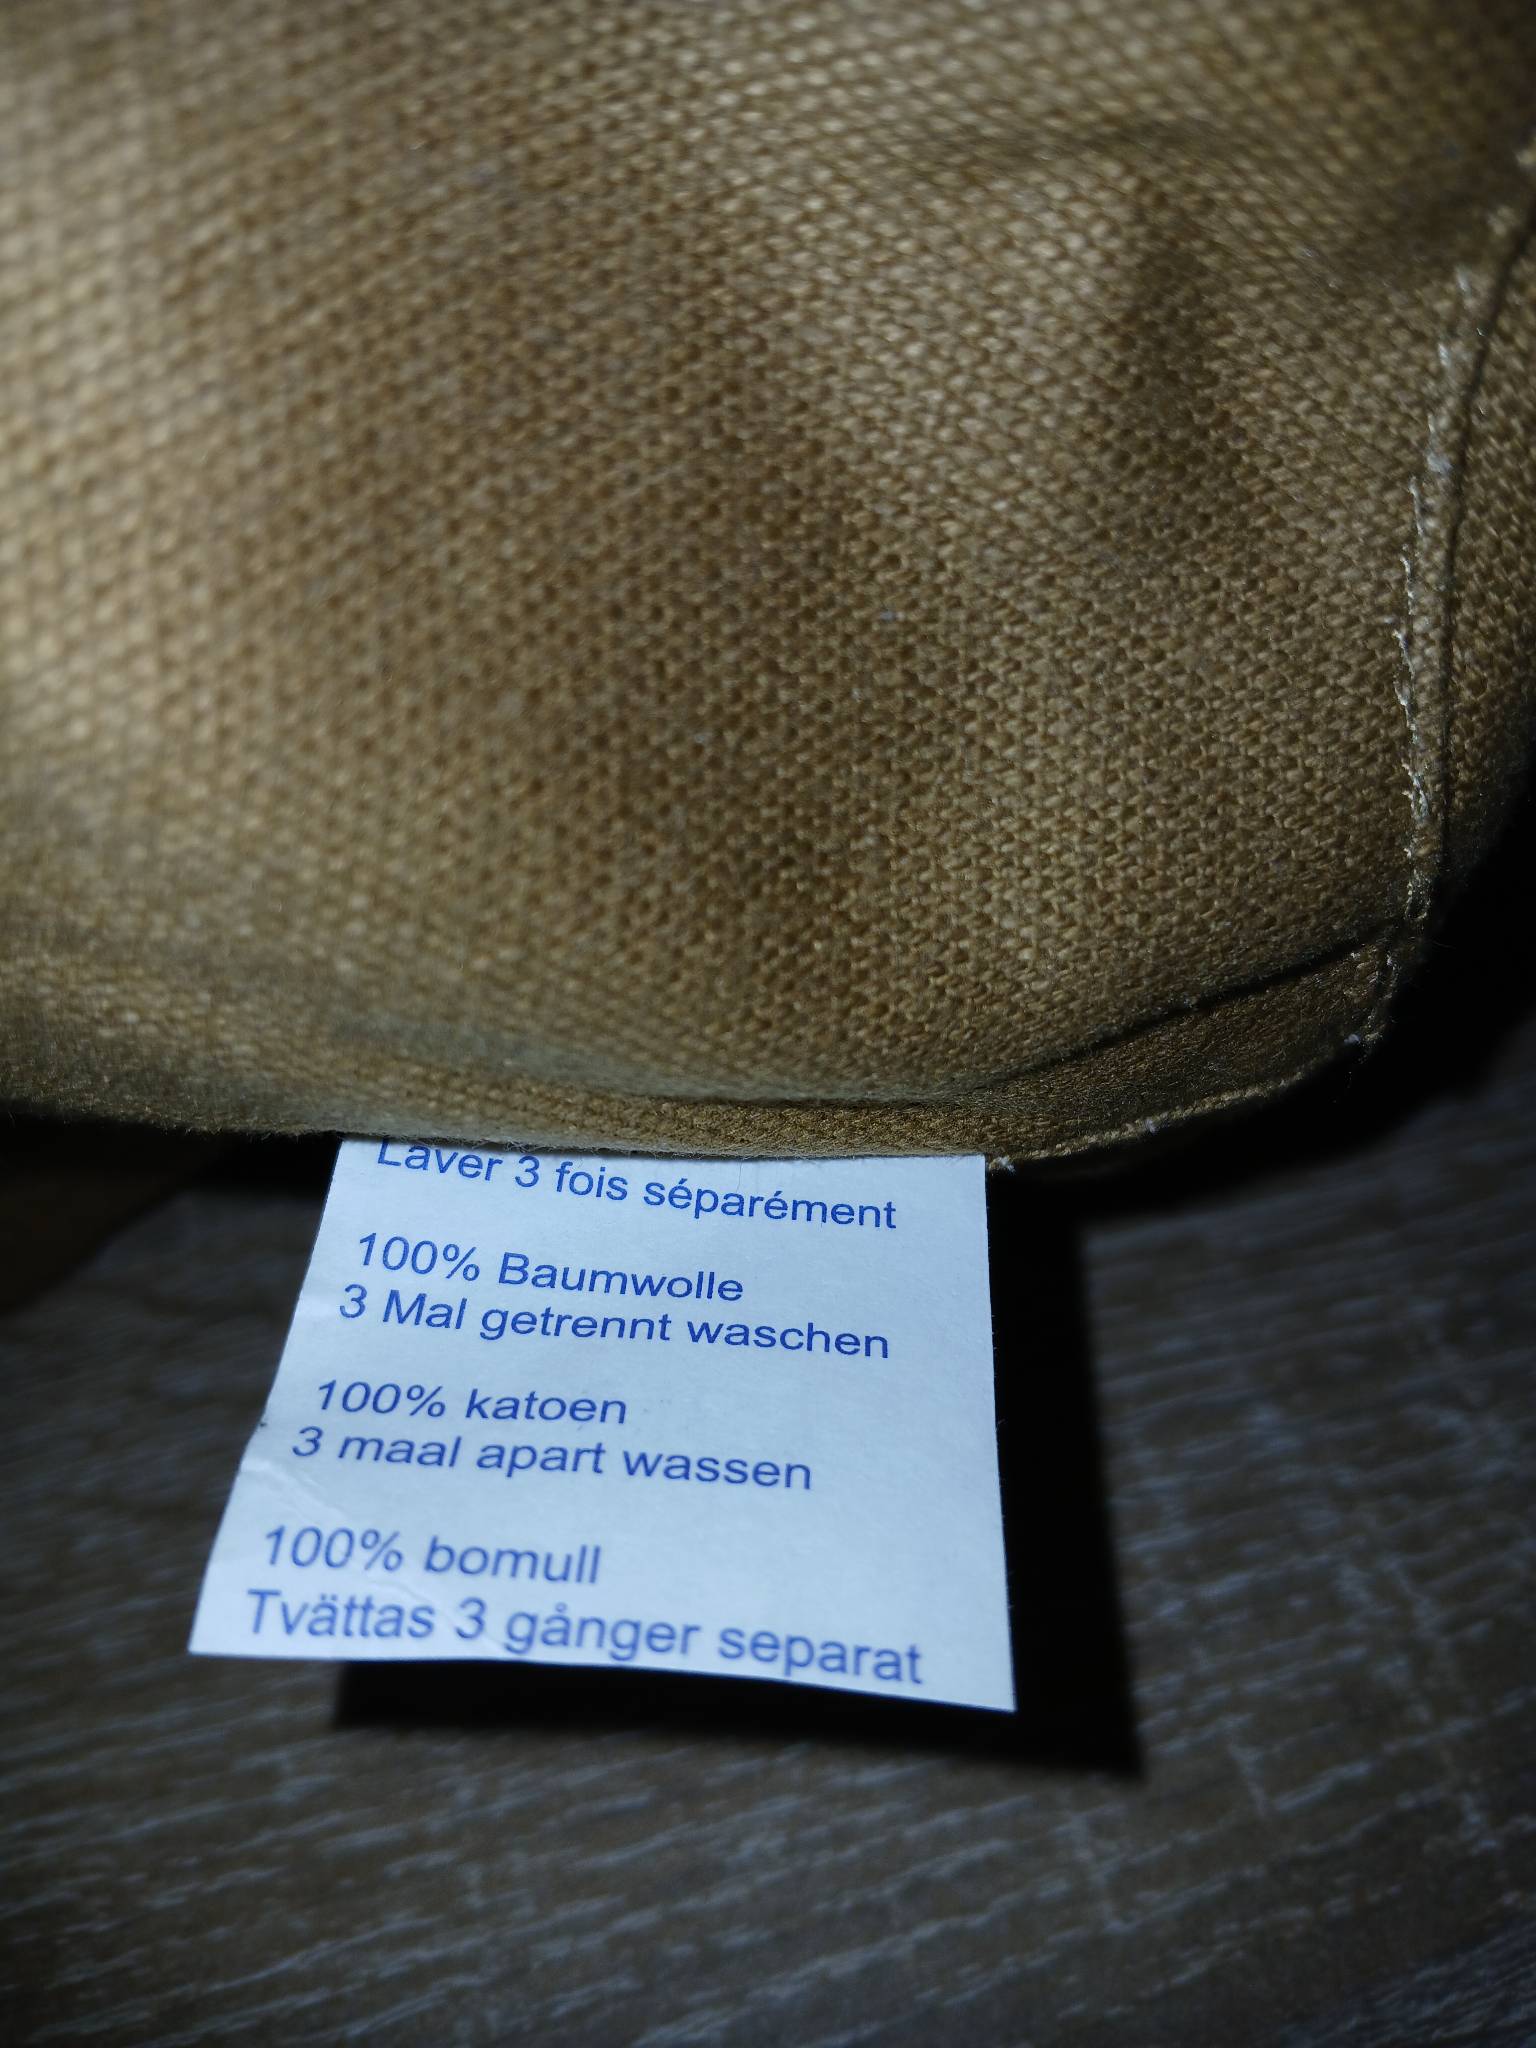 Laver 3 fois séparément
100% Baumwolle
3 Mal getrennt waschen
100% katoen
3 maal apart wassen
100% bomull
Tvättas 3 gånger separat